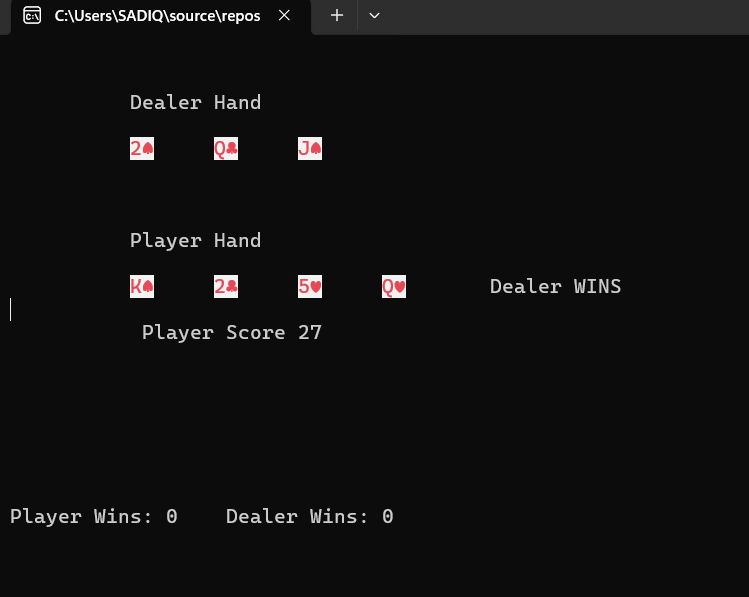 C:\Users\SADIQ\source\repos
Dealer Hand
2♠ Q♣ J♠
Player Hand
K♠ 2♣ 5♥ Q♥ Dealer WINS
Player Score 27
Player Wins: 0 Dealer Wins: 0